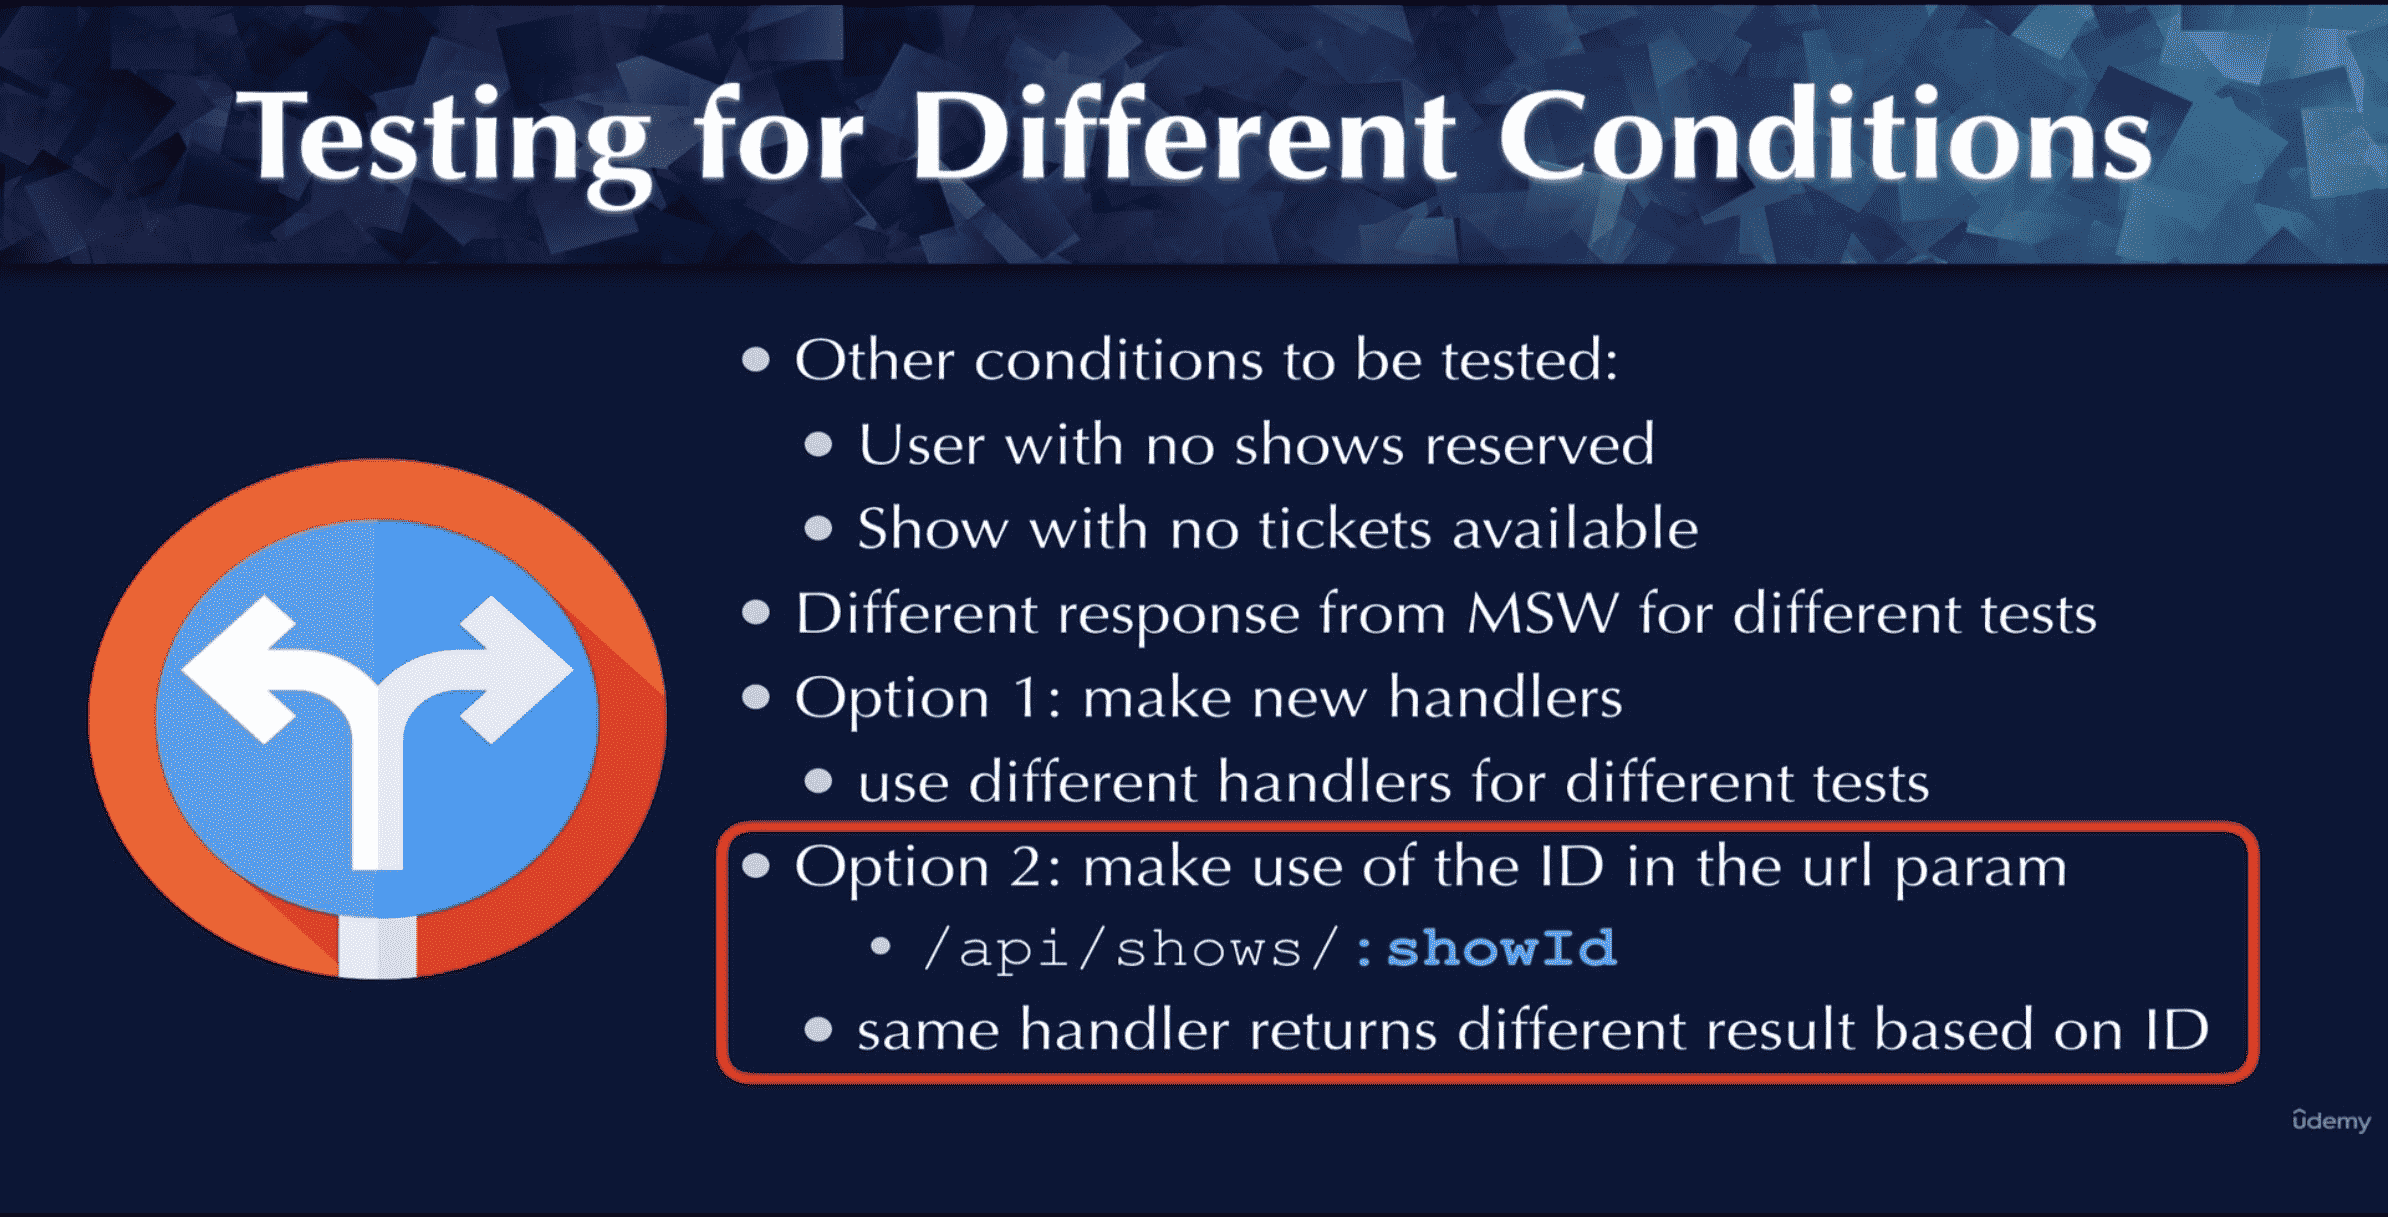 Testing for Different Conditions
Other conditions to be tested:
User with no shows reserved
Show with no tickets available
Different response from MSW for different tests
Option 1: make new handlers
use different handlers for different tests
Option 2: make use of the ID in the url param
/api/shows/:showId
same handler returns different result based on ID
ûdemy